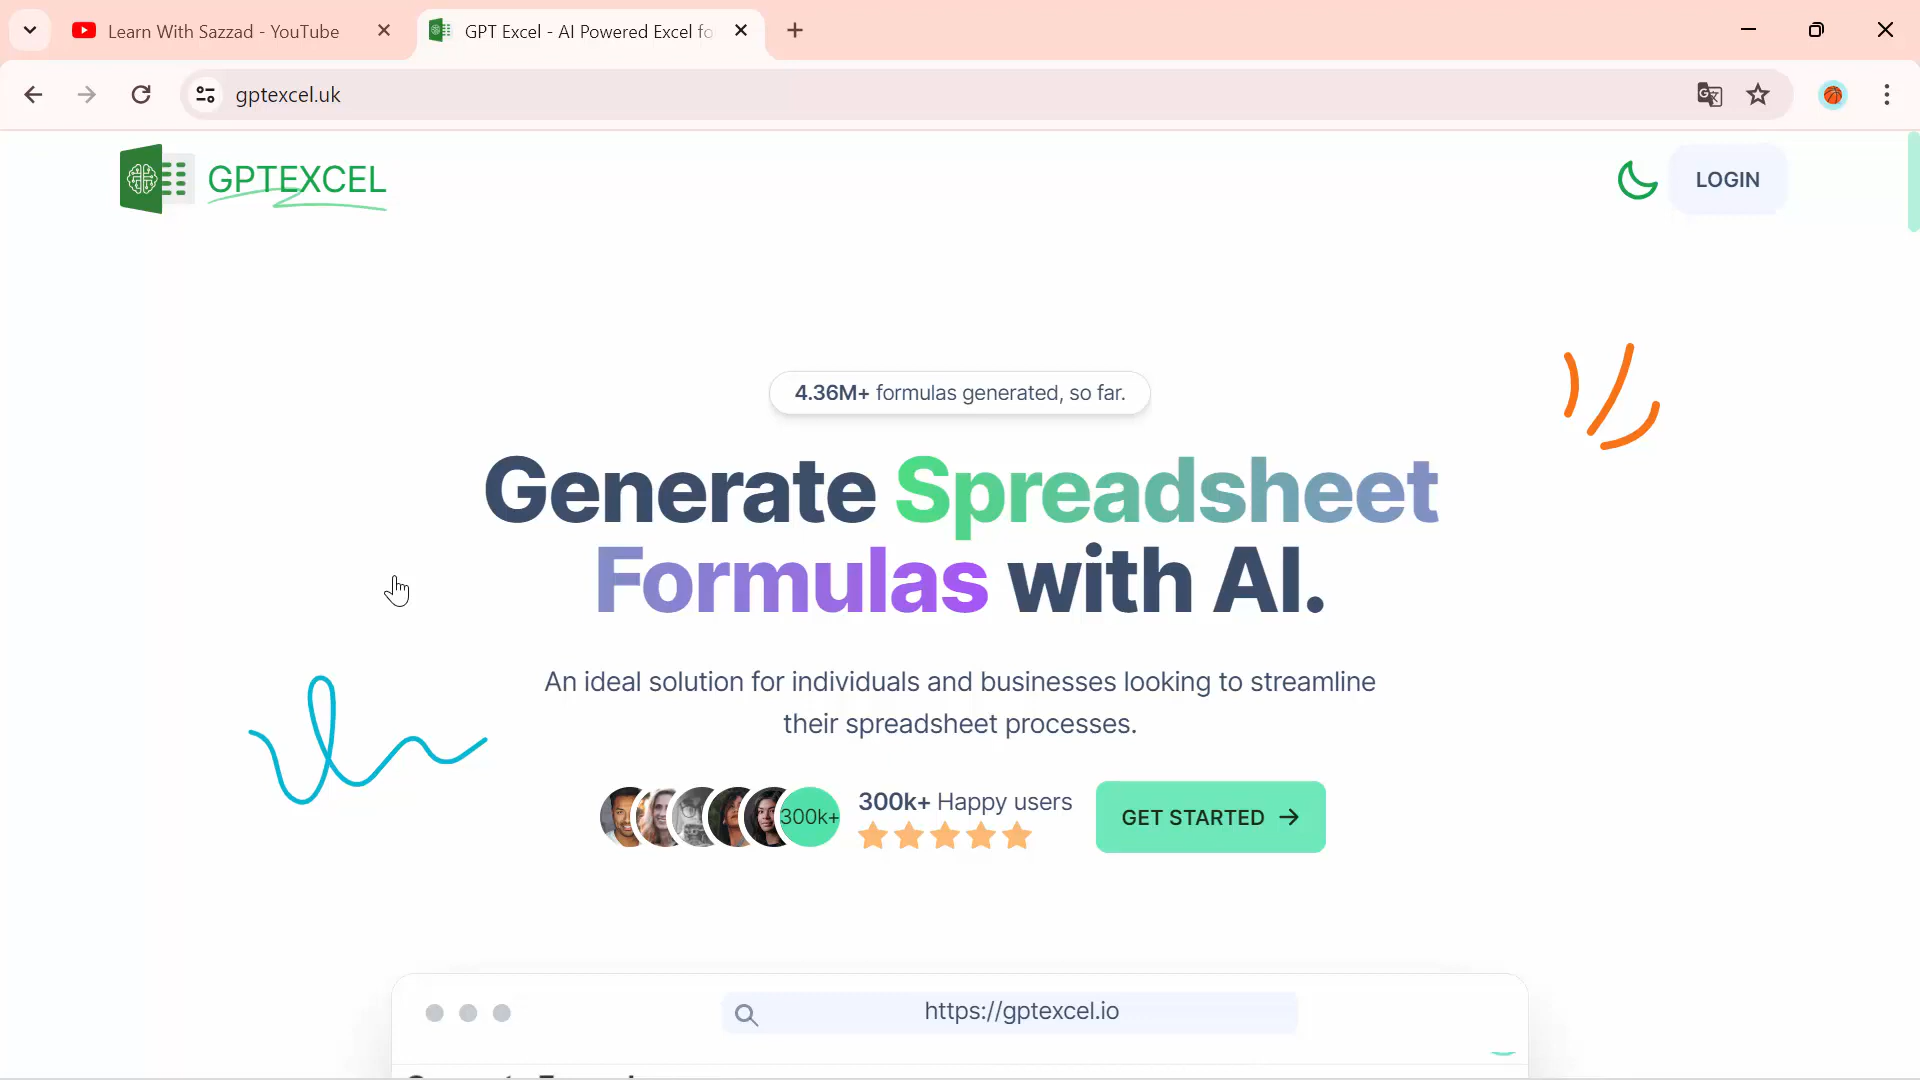 Learn With Sazzad - YouTube
GPT Excel - AI Powered Excel fo
gptexcel.uk
GPTEXCEL
LOGIN
4.36M+ formulas generated, so far.
Generate Spreadsheet
Formulas with AI.
An ideal solution for individuals and businesses looking to streamline
their spreadsheet processes.
300k+
300k+ Happy users
GET STARTED →
https://gptexcel.io